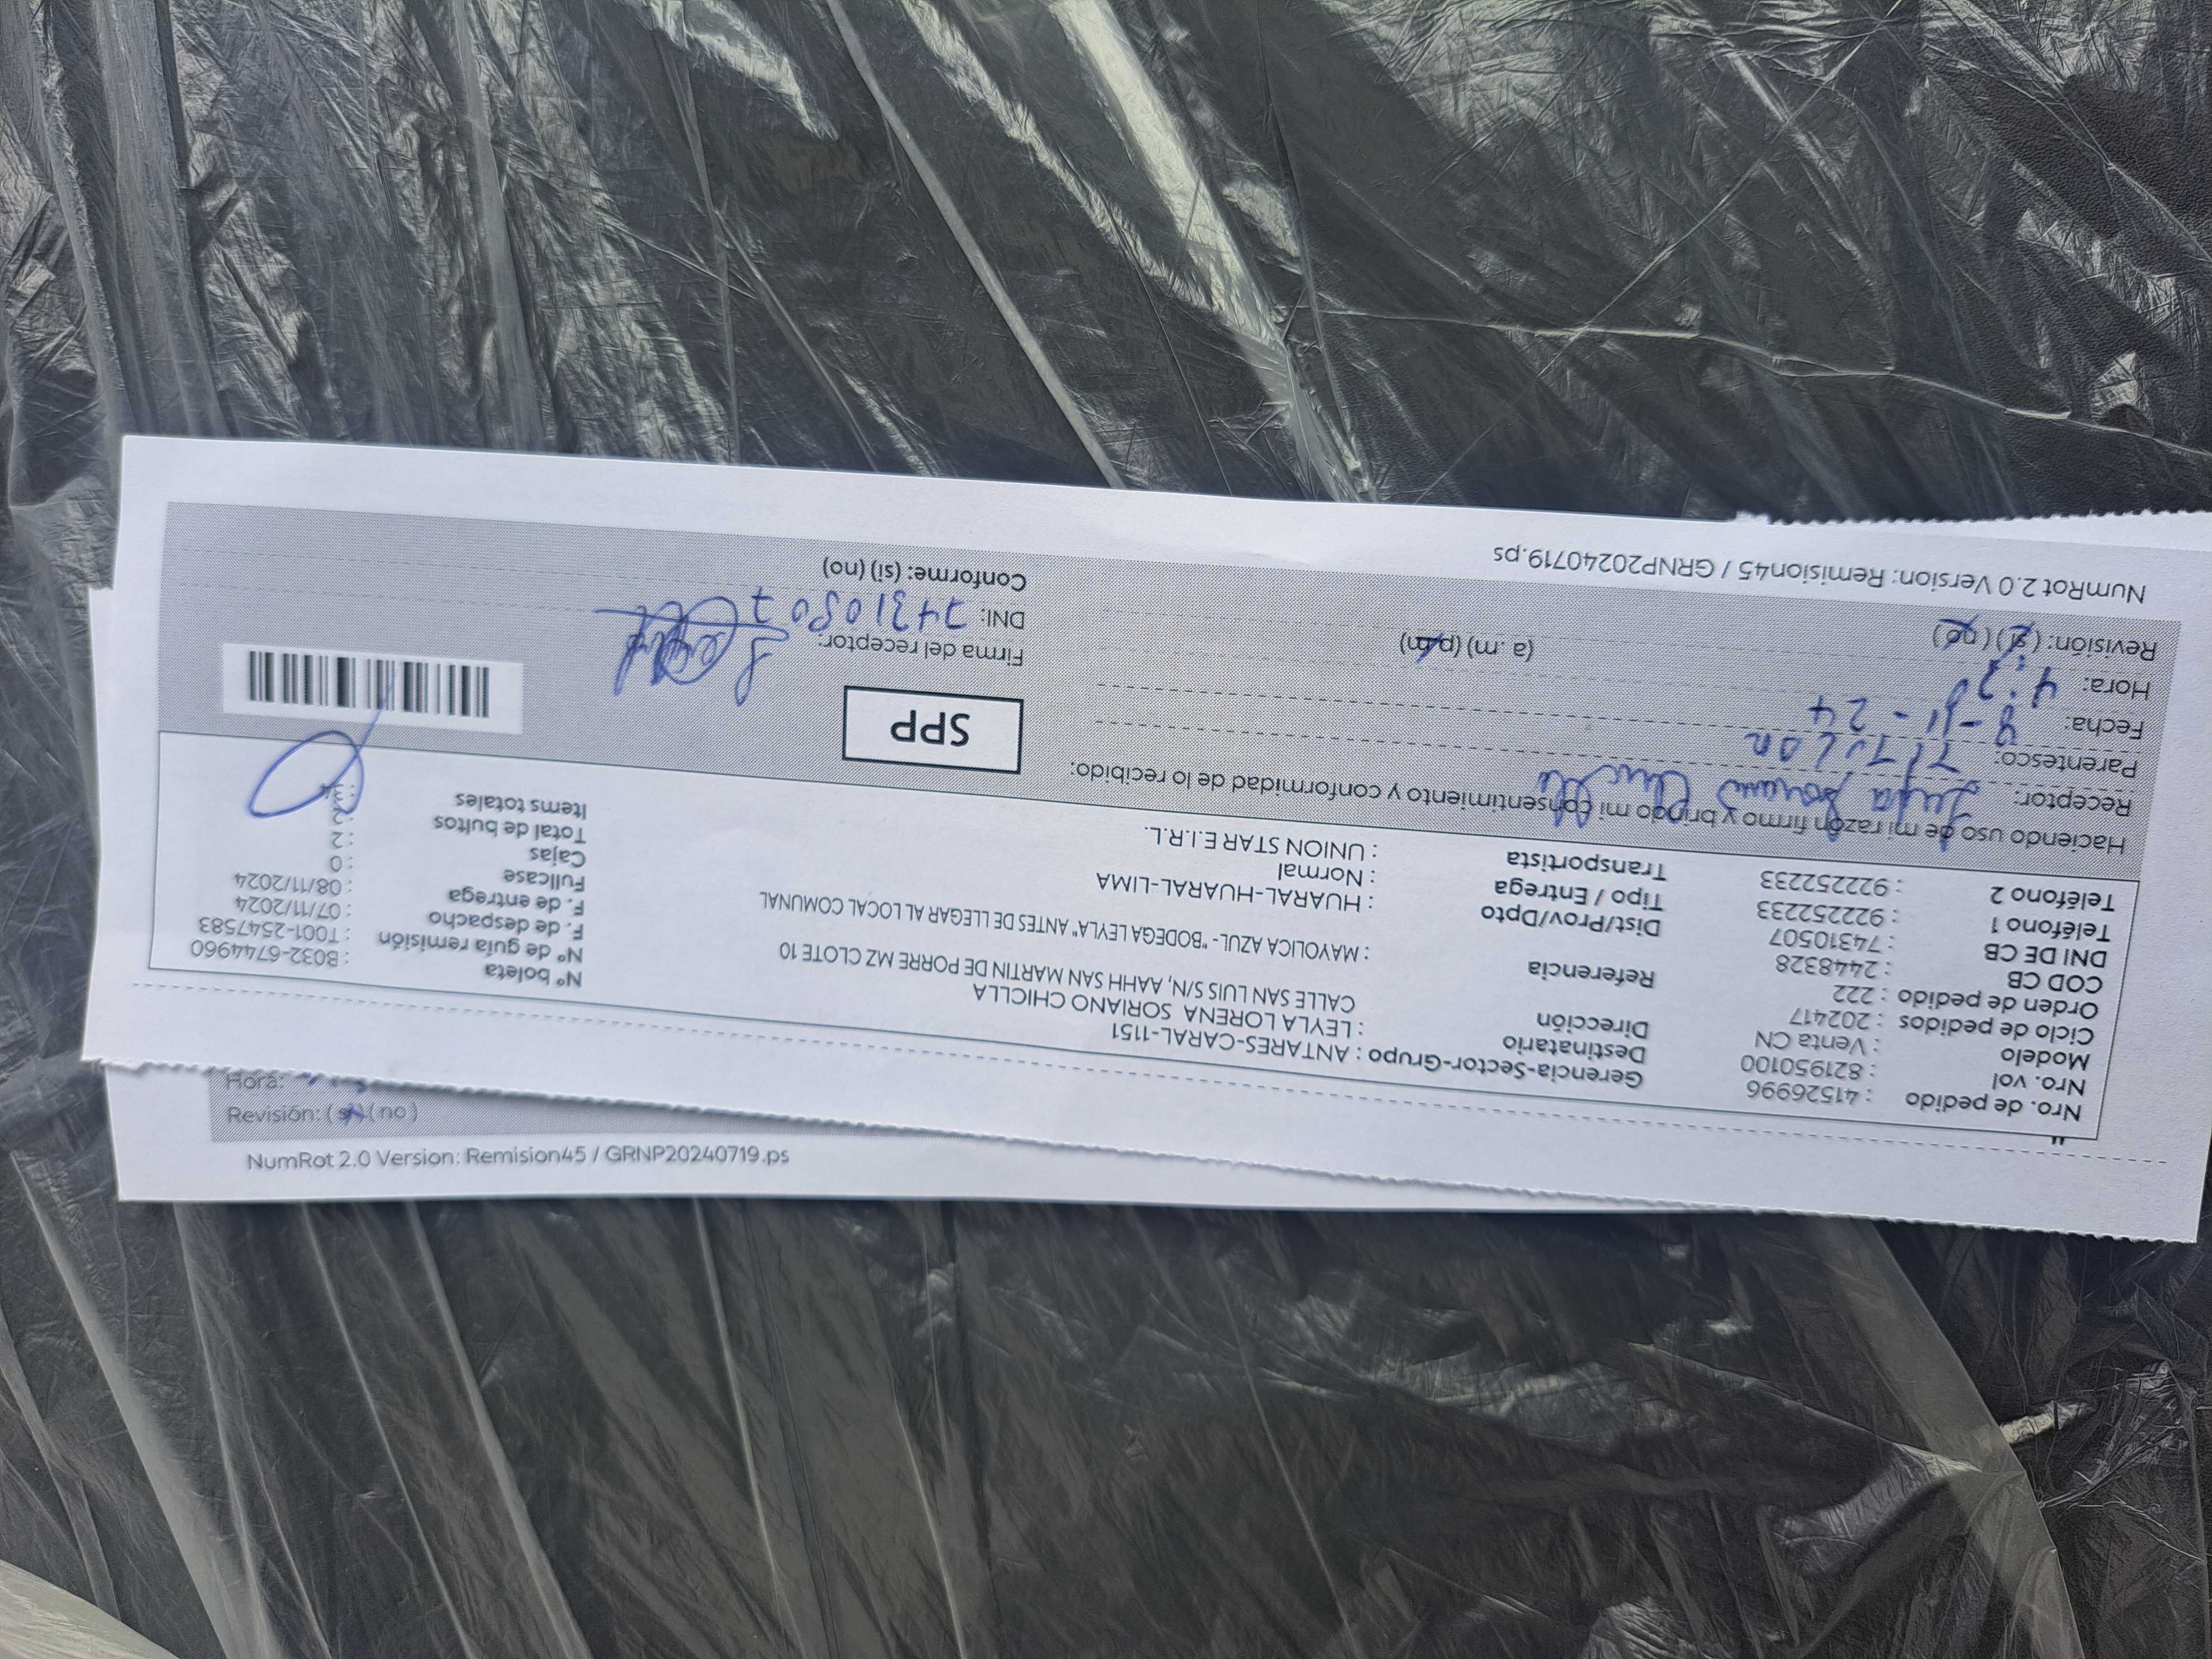 Nro. de pedido : 41526996
Nro. vol : 821950100
Modelo : Venta CN
Ciclo de pedidos : 202417
Orden de pedido : 222
COD CB : 2448328
DNI DE CB : 74310507
Teléfono 1 : 922252233
Teléfono 2 : 922252233
Gerencia-Sector-Grupo : ANTARES-CARAL-1151
Destinatario : LEYLA LORENA SORIANO CHICLLA
Dirección CALLE SAN LUIS S/N, AAHH SAN MARTIN DE PORRE MZ CLOTE 10
Referencia : MAYOLICA AZUL- "BODEGA LEYLA" ANTES DE LLEGAR AL LOCAL COMUNAL
Dist/Prov/Dpto : HUARAL-HUARAL-LIMA
Tipo / Entrega : Normal
Transportista : UNION STAR E.I.R.L.
N° boleta : B032-6744960
N° de guía remisión : T001-2547583
F. de despacho : 07/11/2024
F. de entrega : 08/11/2024
Fullcase : 0
Cajas : 2
Total de bultos : 2
Items totales
Haciendo uso de mi razón firmo y brindo mi consentimiento y conformidad de lo recibido:
Receptor: Leyla Soriano Chiclla
Parentesco: TITULAR
Fecha: 8-11-24
Hora: 4:20 (a.m) (p.m)
Revisión: (si) (no)
SPP
Firma del receptor:
DNI: 74310507
Conforme: (si) (no)
NumRot 2.0 Version: Remision45 / GRNP20240719.ps
Hora:
Revisión: (si) (no)
NumRot 2.0 Version: Remision45 / GRNP20240719.ps